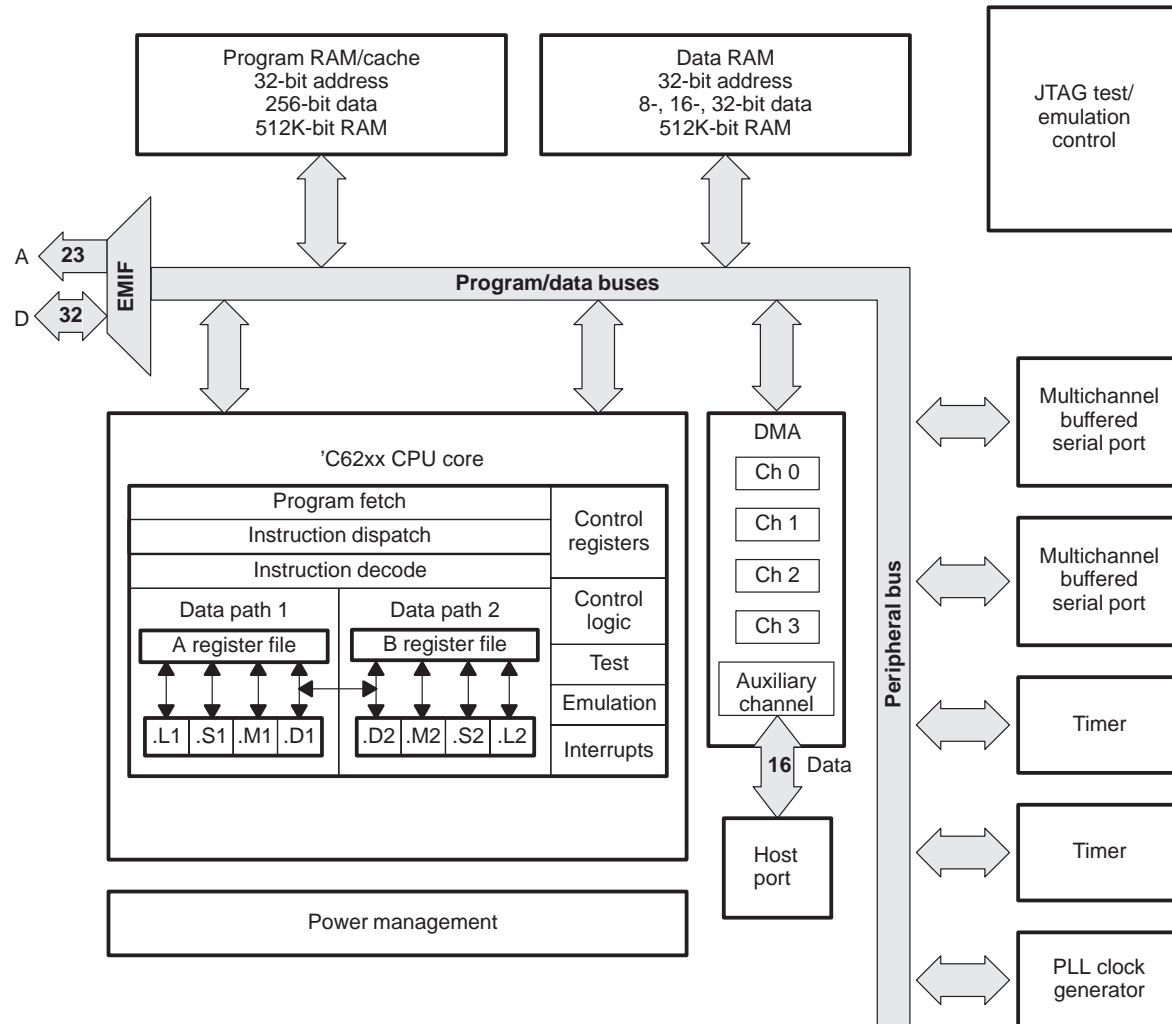 Program RAM/cache
32-bit address
256-bit data
512K-bit RAM
Data RAM
32-bit address
8-, 16-, 32-bit data
512K-bit RAM
JTAG test/
emulation
control
A
23
D
32
EMIF
Program/data buses
Peripheral bus
’C62xx CPU core
Program fetch
Instruction dispatch
Instruction decode
Data path 1
A register file
.L1
.S1
.M1
.D1
Data path 2
B register file
.D2
.M2
.S2
.L2
Control
registers
Control
logic
Test
Emulation
Interrupts
DMA
Ch 0
Ch 1
Ch 2
Ch 3
Auxiliary
channel
16
Data
Host
port
Power management
Multichannel
buffered
serial port
Multichannel
buffered
serial port
Timer
Timer
PLL clock
generator